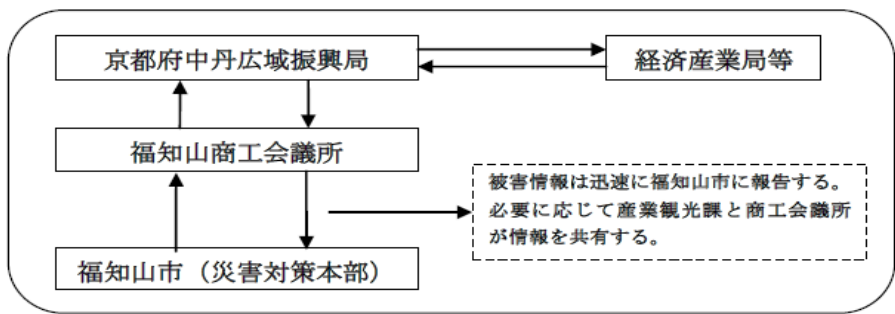 京都府中丹広域振興局
経済産業局等
福知山商工会議所
被害情報は迅速に福知山市に報告する。
必要に応じて産業観光課と商工会議所
が情報を共有する。
福知山市（災害対策本部）